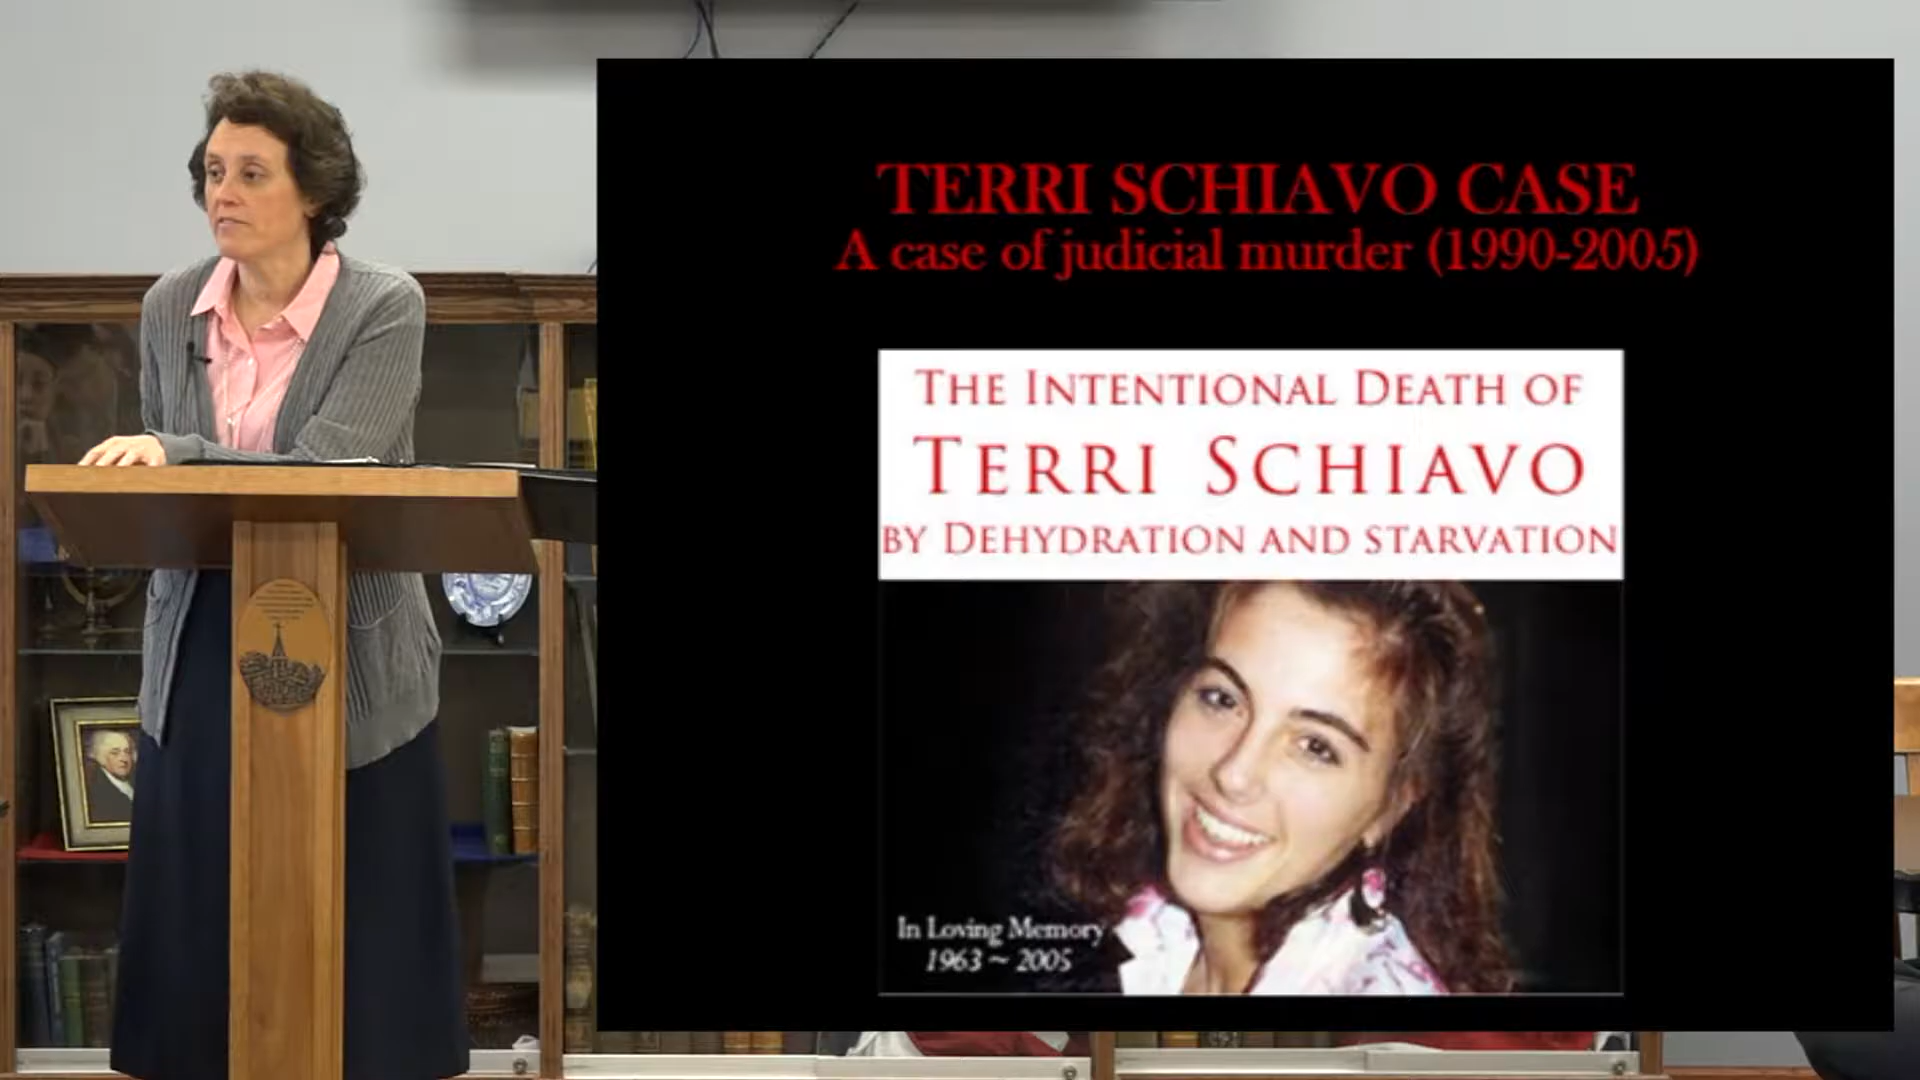 TERRI SCHIAVO CASE
A case of judicial murder (1990-2005)
THE INTENTIONAL DEATH OF
TERRI SCHIAVO
BY DEHYDRATION AND STARVATION
In Loving Memory
1963 ~ 2005